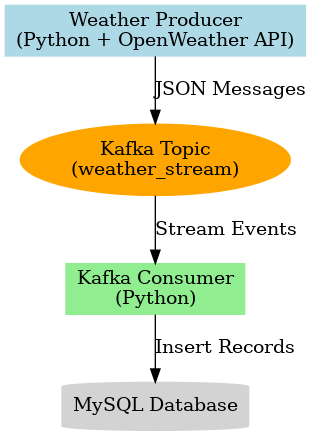 Weather Producer
(Python + OpenWeather API)
JSON Messages
Kafka Topic
(weather_stream)
Stream Events
Kafka Consumer
(Python)
Insert Records
MySQL Database